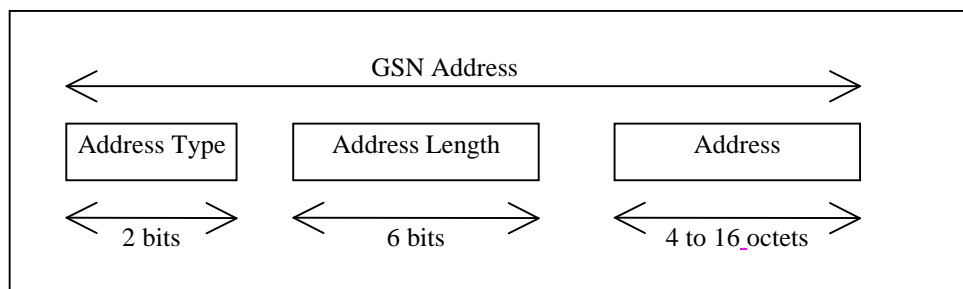 GSN Address
Address Type Address Length Address
2 bits 6 bits 4 to 16 octets